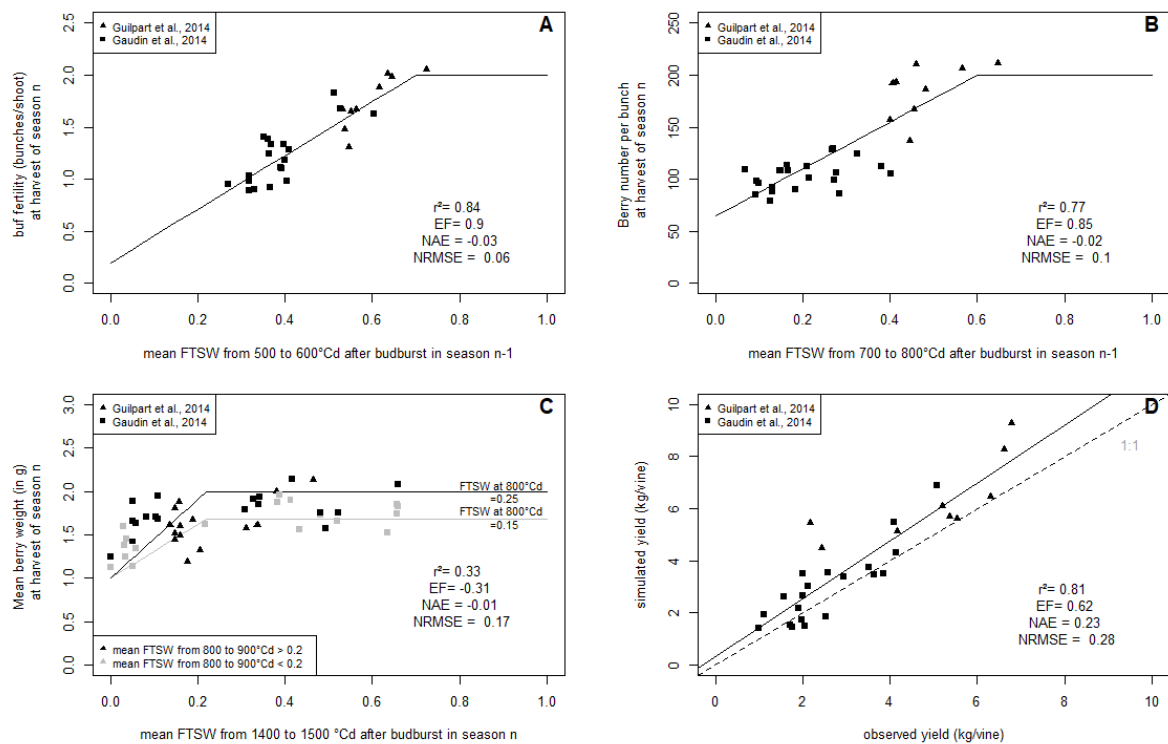 ▲ Guilpart et al., 2014
■ Gaudin et al., 2014
A
2.5
2.0
1.5
1.0
0.5
0.0
buf fertility (bunches/shoot)
at harvest of season n
r²= 0.84
EF= 0.9
NAE = -0.03
NRMSE = 0.06
0.0 0.2 0.4 0.6 0.8 1.0
mean FTSW from 500 to 600°Cd after budburst in season n-1
▲ Guilpart et al., 2014
■ Gaudin et al., 2014
B
250
200
150
100
50
0
Berry number per bunch
at harvest of season n
r²= 0.77
EF= 0.85
NAE = -0.02
NRMSE = 0.1
0.0 0.2 0.4 0.6 0.8 1.0
mean FTSW from 700 to 800°Cd after budburst in season n-1
▲ Guilpart et al., 2014
■ Gaudin et al., 2014
C
3.0
2.5
2.0
1.5
1.0
0.5
0.0
Mean berry weight (in g)
at harvest of season n
FTSW at 800°Cd
=0.25
FTSW at 800°Cd
=0.15
r²= 0.33
EF= -0.31
NAE = -0.01
NRMSE = 0.17
▲ mean FTSW from 800 to 900°Cd > 0.2
▲ mean FTSW from 800 to 900°Cd < 0.2
0.0 0.2 0.4 0.6 0.8 1.0
mean FTSW from 1400 to 1500 °Cd after budburst in season n
▲ Guilpart et al., 2014
■ Gaudin et al., 2014
D
1:1
10
8
6
4
2
0
simulated yield (kg/vine)
r²= 0.81
EF= 0.62
NAE = 0.23
NRMSE = 0.28
0 2 4 6 8 10
observed yield (kg/vine)